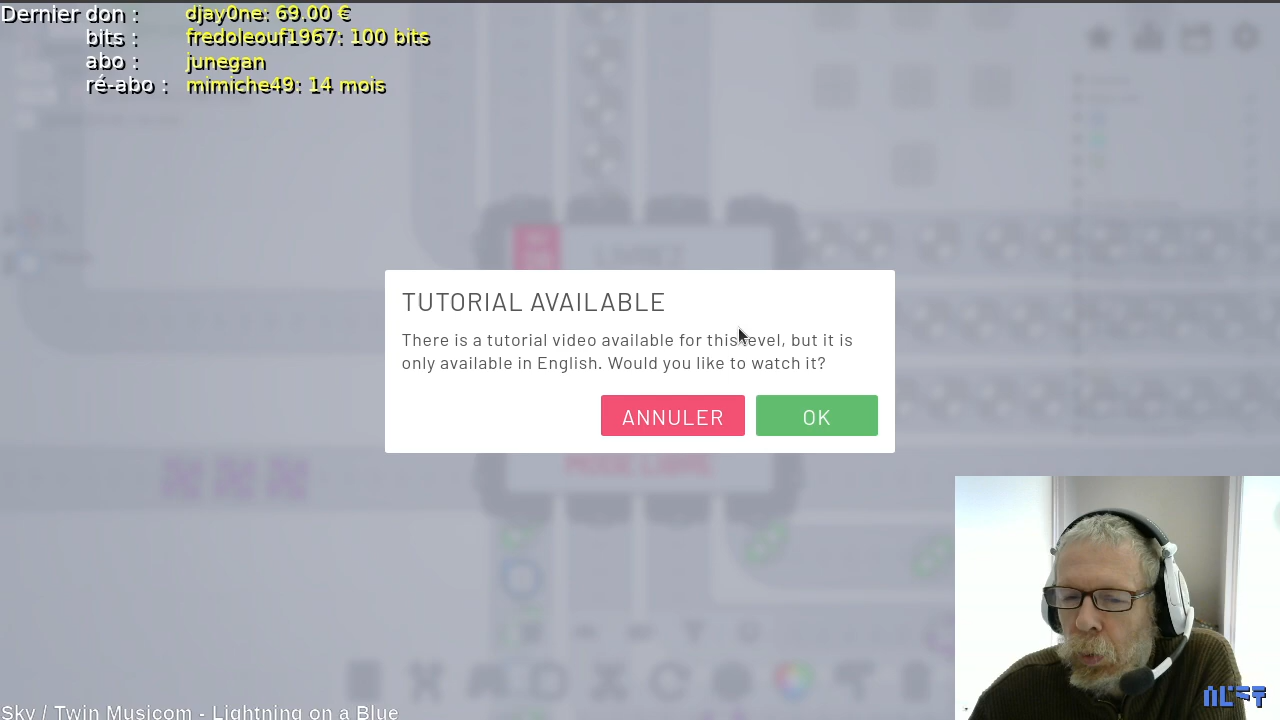 Dernier don : djay0ne: 69.00 €
bits : fredoleouf1967: 100 bits
abo : junegan
ré-abo : mimiche49: 14 mois
TUTORIAL AVAILABLE
There is a tutorial video available for this level, but it is
only available in English. Would you like to watch it?
ANNULER OK
MODE LIBRE
Sky / Twin Musicom - Lightning on a Blue